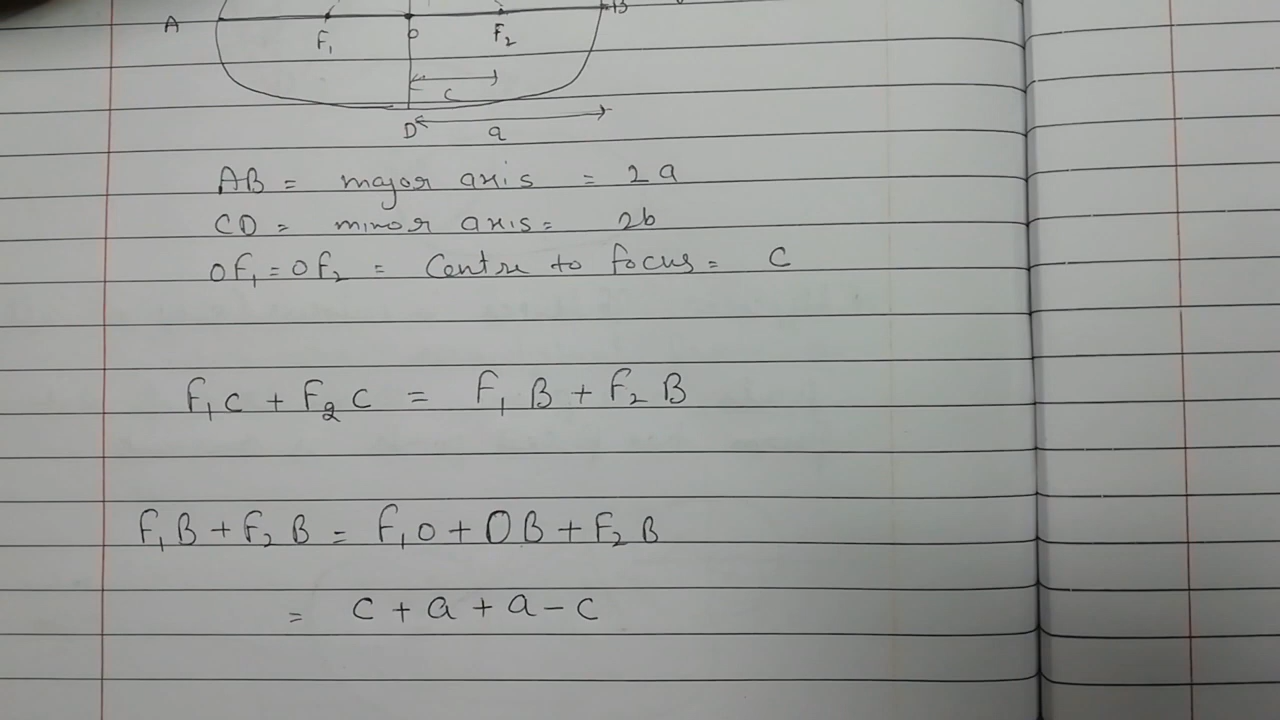 A F₁ O F₂ B
C
D a
AB = major axis = 2a
CD = minor axis = 2b
OF₁ = OF₂ = Centre to focus = C
F₁C + F₂C = F₁B + F₂B
F₁B + F₂B = F₁O + OB + F₂B
= C + a + a - C